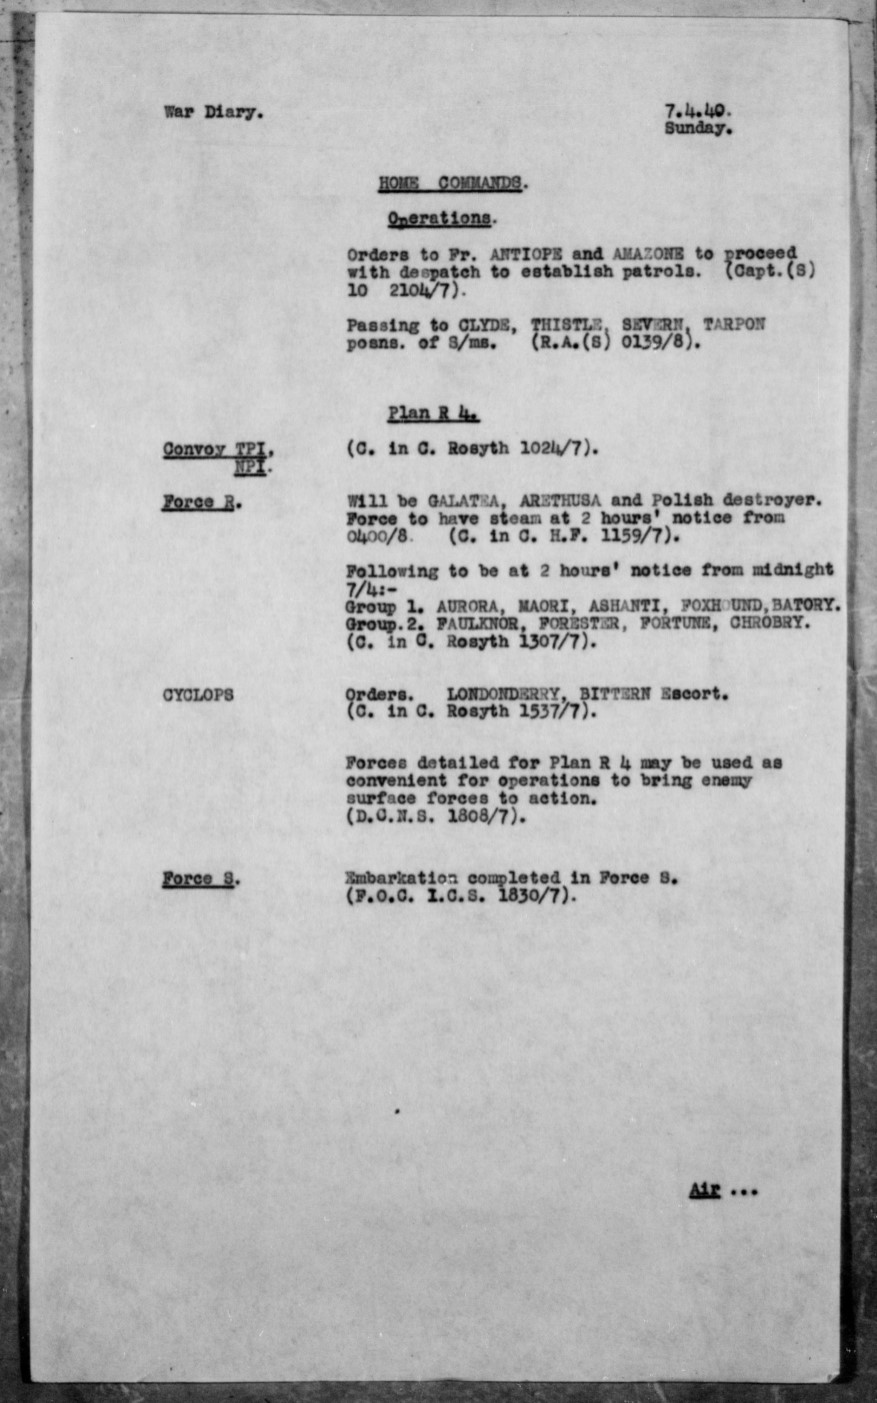 War Diary.
7.4.40.
Sunday.
HOME COMMANDS.
Operations.
Orders to Fr. ANTIOPE and AMAZONE to proceed
with despatch to establish patrols. (Capt.(S)
10 2104/7).
Passing to CLYDE, THISTLE, SEVERN, TARPON
posns. of S/ms. (R.A.(S) 0139/8).
Plan R 4.
Convoy TPI,
NPI.
(C. in C. Rosyth 1024/7).
Force R.
Will be GALATEA, ARETHUSA and Polish destroyer.
Force to have steam at 2 hours' notice from
0400/8. (C. in C. H.F. 1159/7).
Following to be at 2 hours' notice from midnight
7/4:-
Group 1. AURORA, MAORI, ASHANTI, FOXHOUND,BATORY.
Group.2. FAULKNOR, FORESTER, FORTUNE, CHROBRY.
(C. in C. Rosyth 1307/7).
CYCLOPS
Orders. LONDONDERRY, BITTERN Escort.
(C. in C. Rosyth 1537/7).
Forces detailed for Plan R 4 may be used as
convenient for operations to bring enemy
surface forces to action.
(D.C.N.S. 1808/7).
Force S.
Embarkation completed in Force S.
(F.O.C. I.C.S. 1830/7).
Air ...